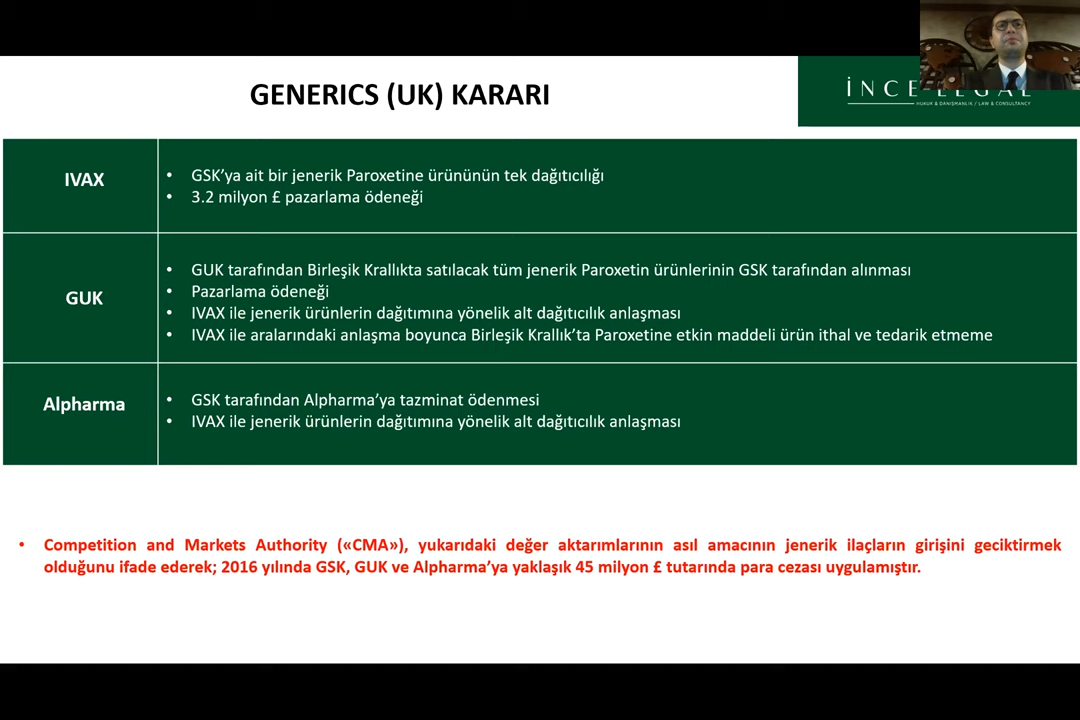 GENERICS (UK) KARARI
İNCE LEGAL
HUKUK & DANIŞMANLIK / LAW & CONSULTANCY
IVAX
• GSK’ya ait bir jenerik Paroxetine ürününün tek dağıtıcılığı
• 3.2 milyon £ pazarlama ödeneği
GUK
• GUK tarafından Birleşik Krallıkta satılacak tüm jenerik Paroxetin ürünlerinin GSK tarafından alınması
• Pazarlama ödeneği
• IVAX ile jenerik ürünlerin dağıtımına yönelik alt dağıtıcılık anlaşması
• IVAX ile aralarındaki anlaşma boyunca Birleşik Krallık’ta Paroxetine etkin maddeli ürün ithal ve tedarik etmeme
Alpharma
• GSK tarafından Alpharma’ya tazminat ödenmesi
• IVAX ile jenerik ürünlerin dağıtımına yönelik alt dağıtıcılık anlaşması
• Competition and Markets Authority («CMA»), yukarıdaki değer aktarımlarının asıl amacının jenerik ilaçların girişini geciktirmek
olduğunu ifade ederek; 2016 yılında GSK, GUK ve Alpharma’ya yaklaşık 45 milyon £ tutarında para cezası uygulamıştır.